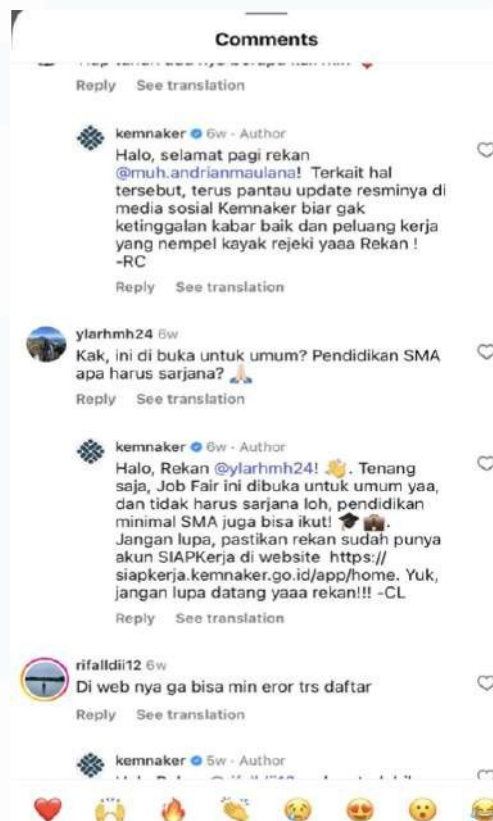 Comments
Reply See translation
kemnaker 6w · Author
Halo, selamat pagi rekan
@muh.andrianmaulana! Terkait hal
tersebut, terus pantau update resminya di
media sosial Kemnaker biar gak
ketinggalan kabar baik dan peluang kerja
yang nempel kayak rejeki yaaa Rekan !
-RC
Reply See translation
ylarhmh24 6w
Kak, ini di buka untuk umum? Pendidikan SMA
apa harus sarjana? 🙏🏻
Reply See translation
kemnaker 6w · Author
Halo, Rekan @ylarhmh24! 👋. Tenang
saja, Job Fair ini dibuka untuk umum yaa,
dan tidak harus sarjana loh, pendidikan
minimal SMA juga bisa ikut! 🎓💼.
Jangan lupa, pastikan rekan sudah punya
akun SIAPKerja di website https://
siapkerja.kemnaker.go.id/app/home. Yuk,
jangan lupa datang yaaa rekan!!! -CL
Reply See translation
rifalldii12 6w
Di web nya ga bisa min eror trs daftar
Reply See translation
kemnaker 5w · Author